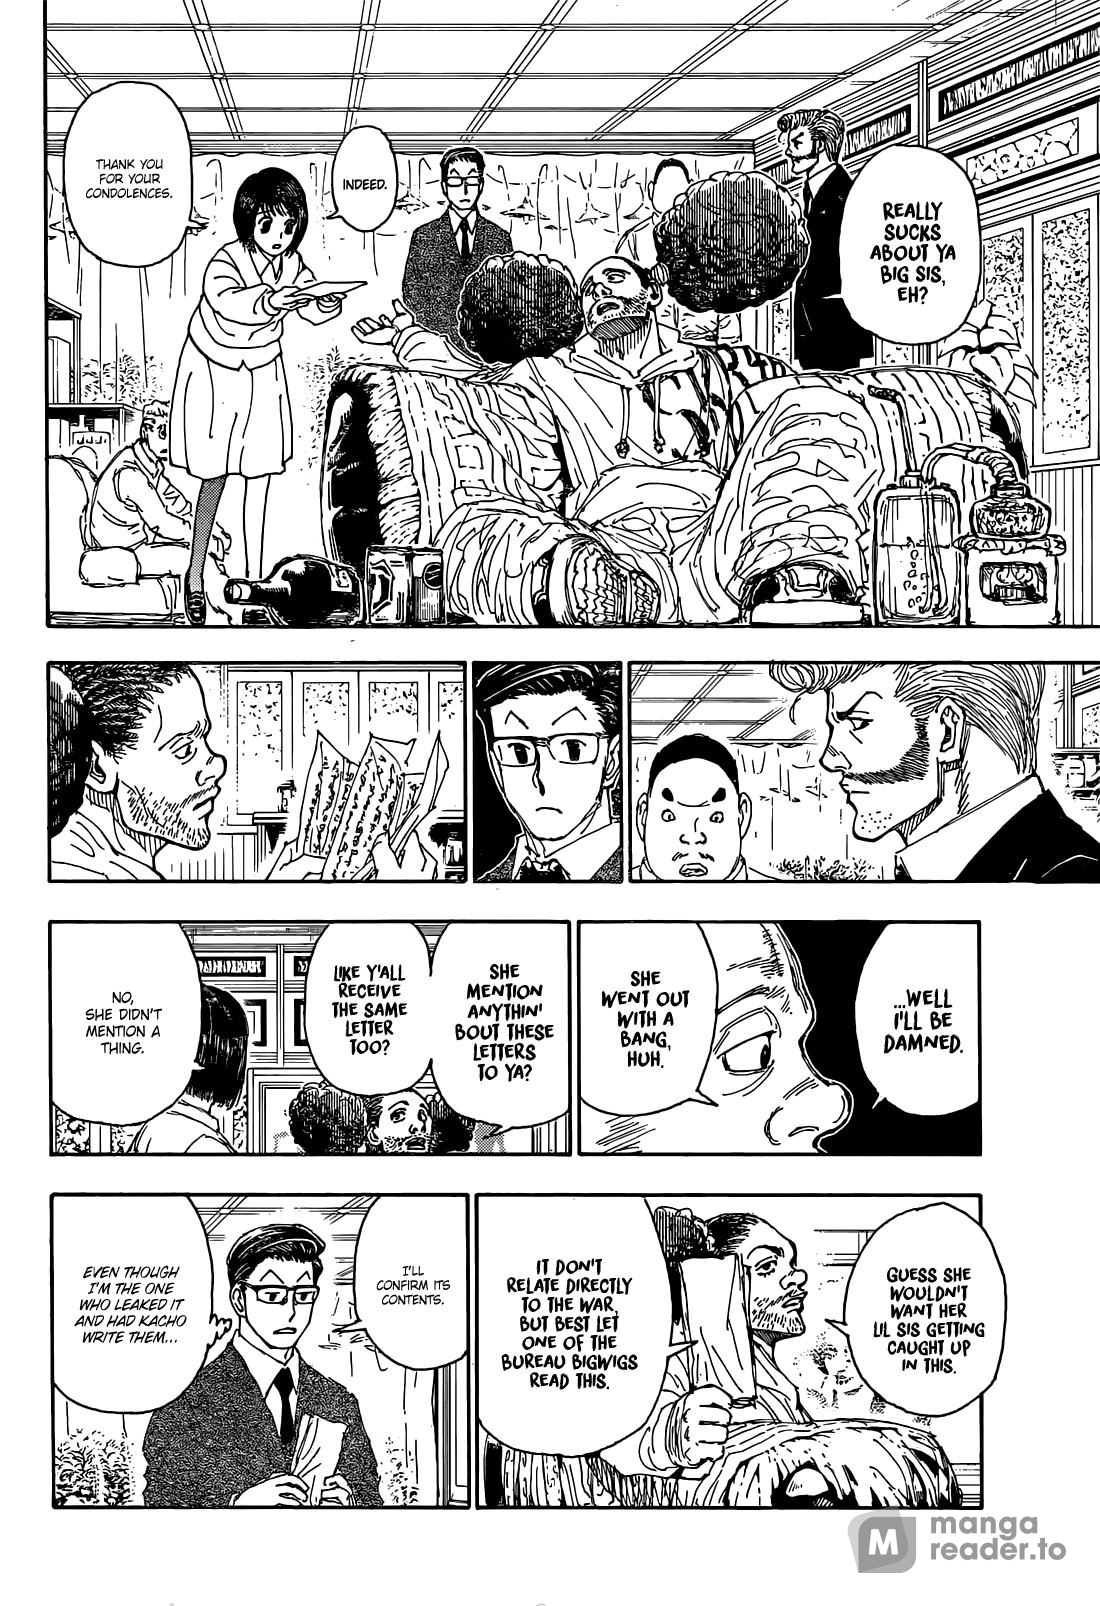 REALLY
SUCKS
ABOUT YA
BIG SIS,
EH?
INDEED.
THANK YOU
FOR YOUR
CONDOLENCES.
...WELL
I'LL BE
DAMNED.
SHE
WENT OUT
WITH A
BANG,
HUH.
SHE
MENTION
ANYTHIN'
BOUT THESE
LETTERS
TO YA?
LIKE Y'ALL
RECEIVE
THE SAME
LETTER
TOO?
NO,
SHE DIDN'T
MENTION A
THING.
GUESS SHE
WOULDN'T
WANT HER
LIL SIS GETTING
CAUGHT UP
IN THIS.
IT DON'T
RELATE DIRECTLY
TO THE WAR,
BUT BEST LET
ONE OF THE
BUREAU BIGWIGS
READ THIS.
I'LL
CONFIRM ITS
CONTENTS.
EVEN THOUGH
I'M THE ONE
WHO LEAKED IT
AND HAD KACHO
WRITE THEM...
M manga
reader.to